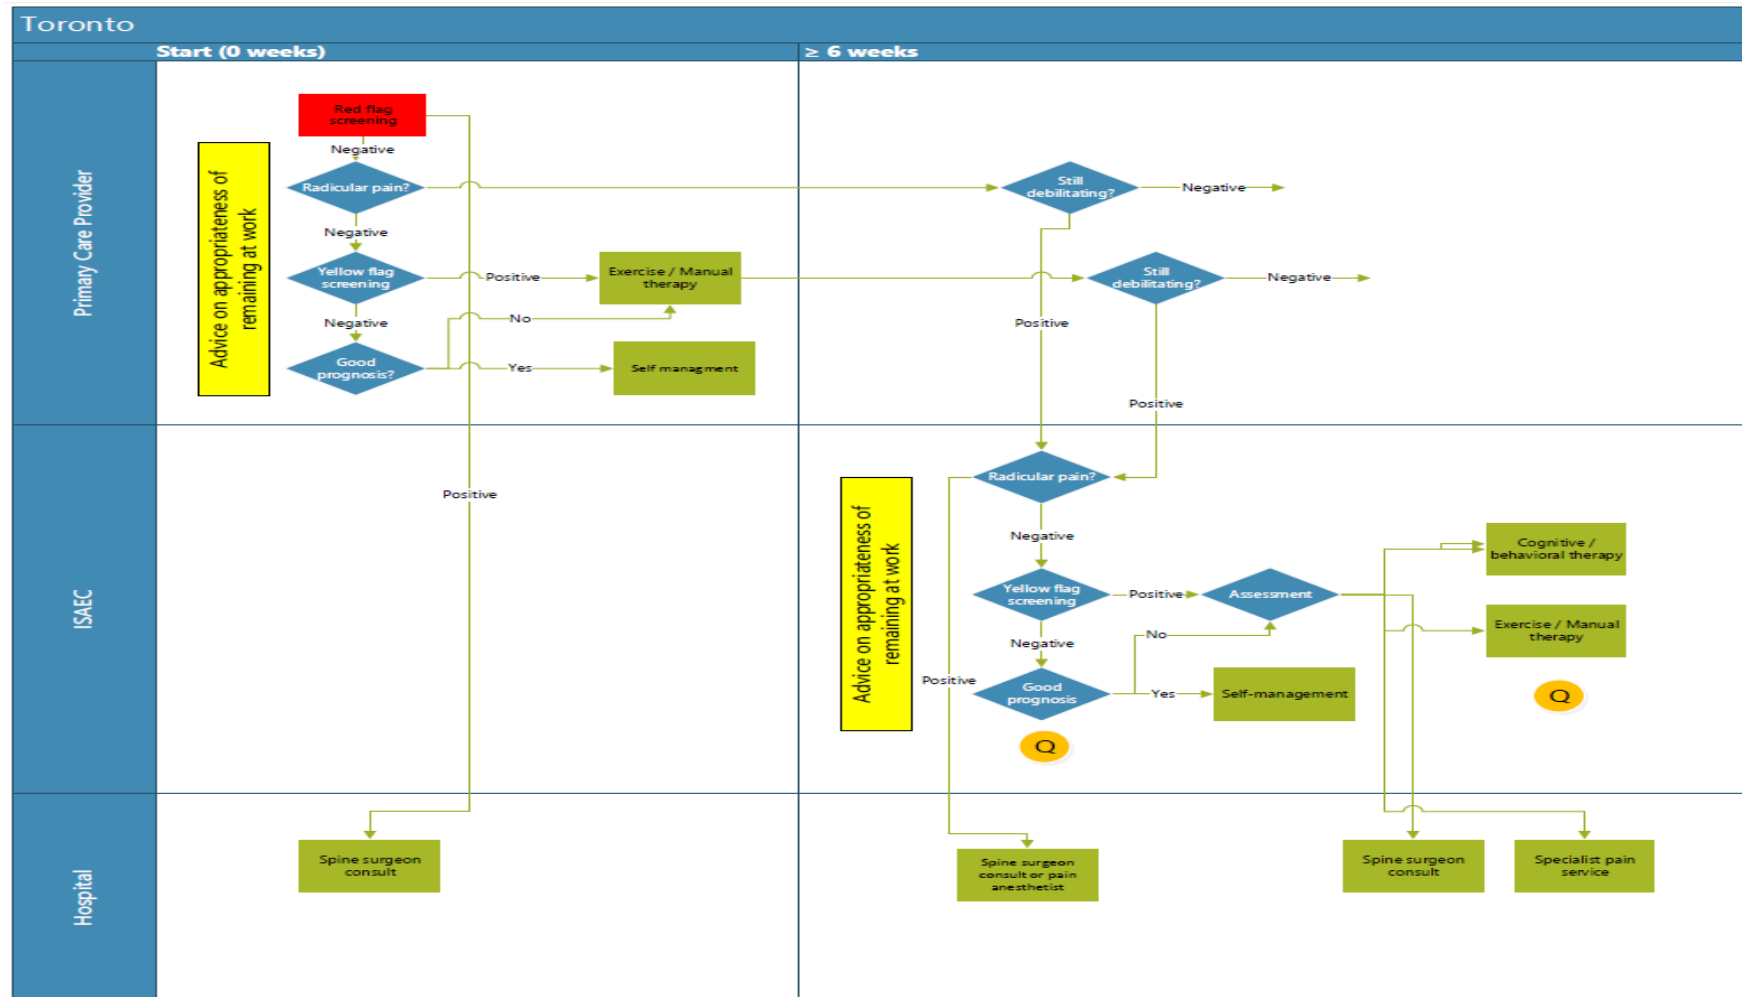 Toronto
Start (0 weeks)
≥ 6 weeks
Primary Care Provider
Advice on appropriateness of
remaining at work
Red flag
screening
Negative
Radicular pain?
Negative
Yellow flag
screening
Positive
Exercise / Manual
therapy
Negative
No
Good
prognosis?
Yes
Self managment
Still
debilitating?
Negative
Still
debilitating?
Negative
Positive
Positive
ISAEC
Positive
Advice on appropriateness of
remaining at work
Radicular pain?
Negative
Yellow flag
screening
Positive
Assessment
Negative
No
Positive
Good
prognosis
Yes
Self-management
Q
Cognitive /
behavioral therapy
Exercise / Manual
therapy
Q
Hospital
Spine surgeon
consult
Spine surgeon
consult or pain
anesthetist
Spine surgeon
consult
Specialist pain
service